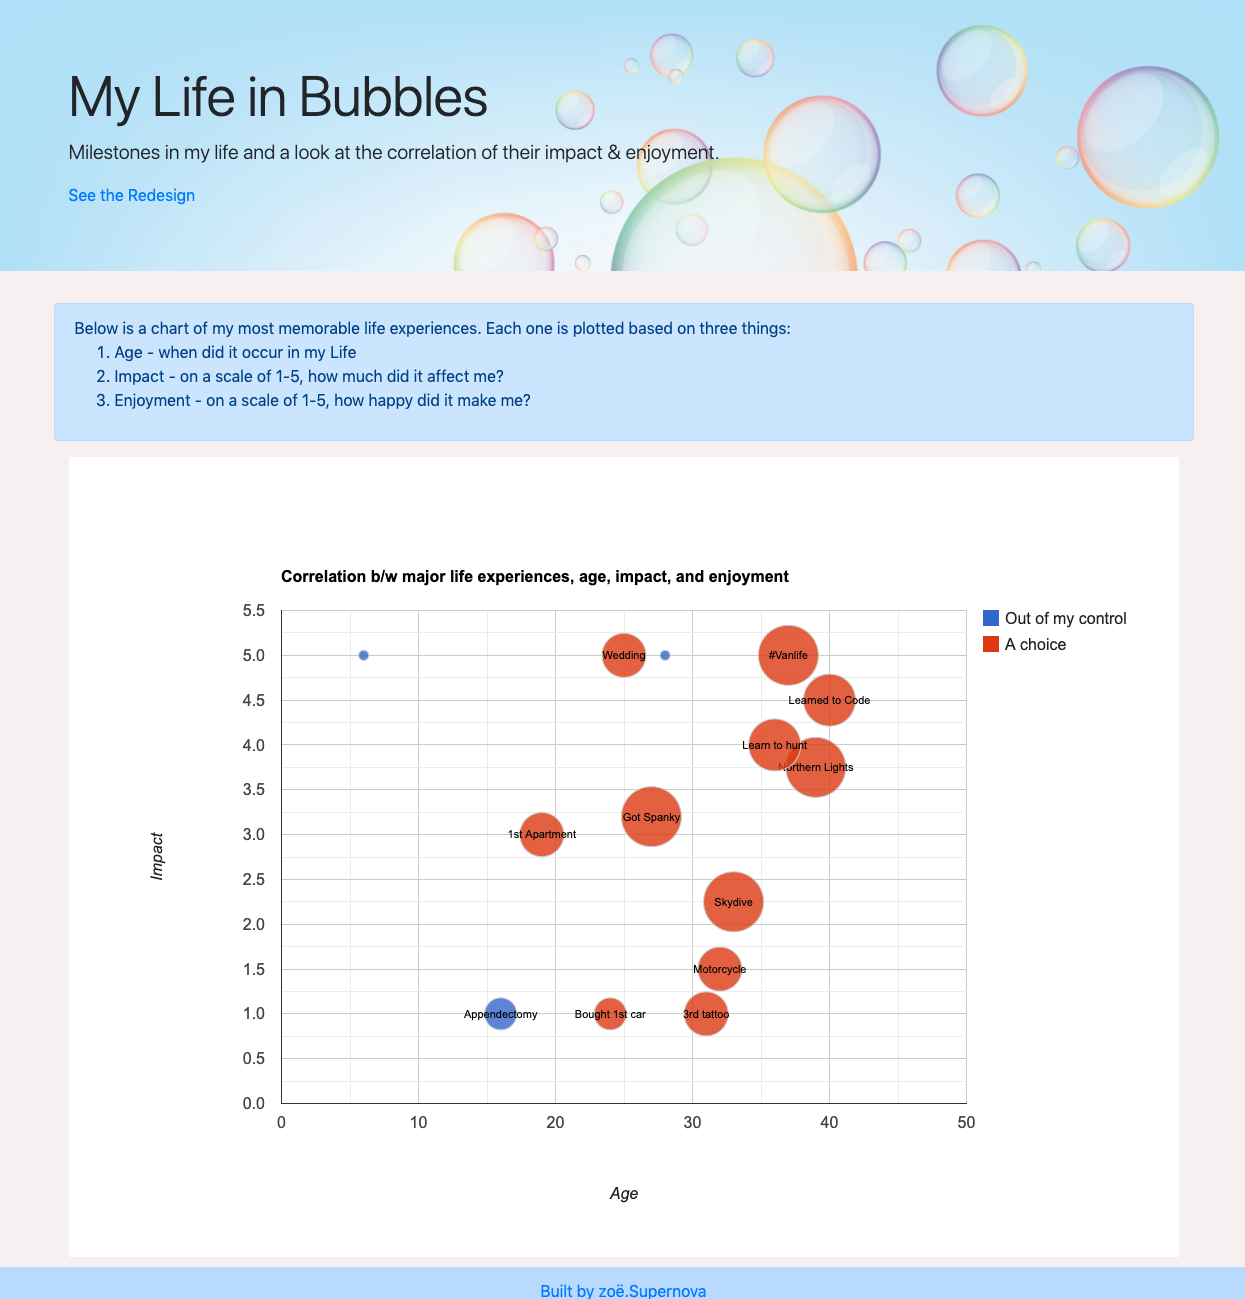 My Life in Bubbles
Milestones in my life and a look at the correlation of their impact & enjoyment.
See the Redesign
Below is a chart of my most memorable life experiences. Each one is plotted based on three things:
1. Age - when did it occur in my Life
2. Impact - on a scale of 1-5, how much did it affect me?
3. Enjoyment - on a scale of 1-5, how happy did it make me?
Correlation b/w major life experiences, age, impact, and enjoyment
5.5
5.0
4.5
4.0
3.5
3.0
2.5
2.0
1.5
1.0
0.5
0.0
Impact
Wedding
#Vanlife
Learned to Code
Learn to hunt
Northern Lights
Got Spanky
1st Apartment
Skydive
Motorcycle
Appendectomy
Bought 1st car
3rd tattoo
0
10
20
30
40
50
Age
Out of my control
A choice
Built by zoë.Supernova